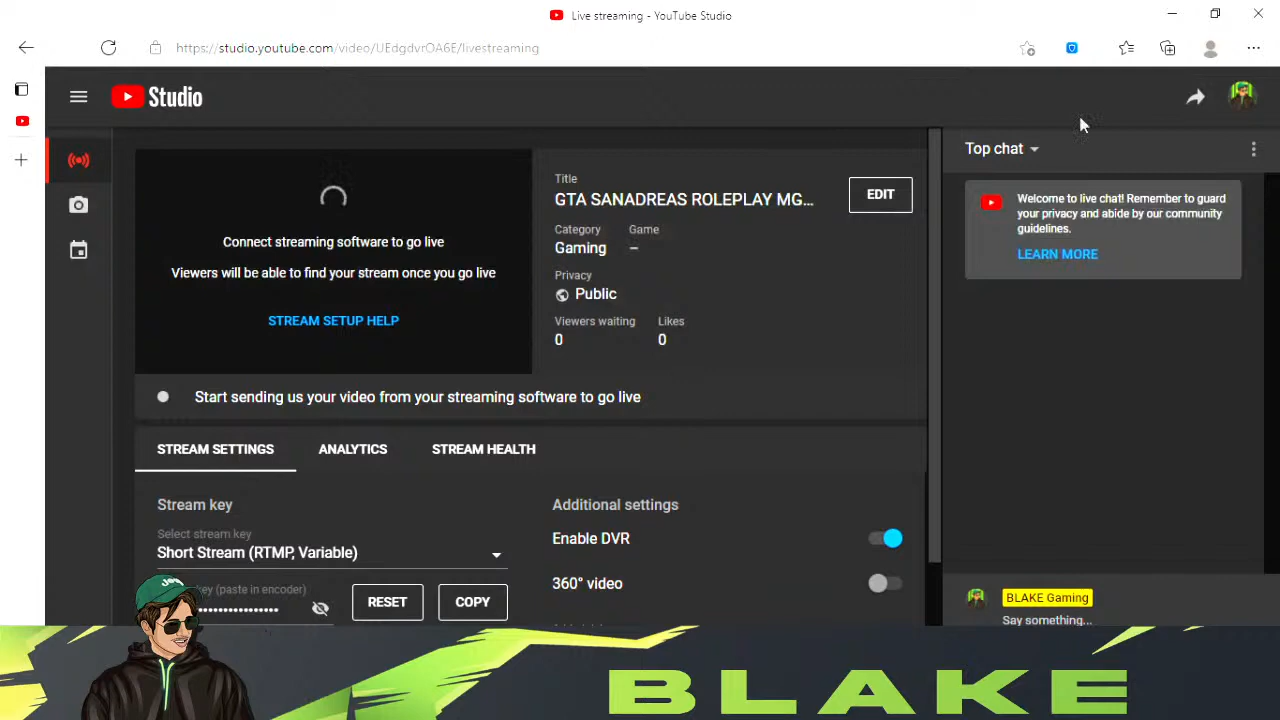 Live streaming - YouTube Studio
https://studio.youtube.com/video/UEdgdvrOA6E/livestreaming
Studio
Connect streaming software to go live
Viewers will be able to find your stream once you go live
STREAM SETUP HELP
Title
GTA SANADREAS ROLEPLAY MG...
EDIT
Category
Game
Gaming
–
Privacy
Public
Viewers waiting
Likes
0
0
Start sending us your video from your streaming software to go live
STREAM SETTINGS
ANALYTICS
STREAM HEALTH
Stream key
Select stream key
Short Stream (RTMP, Variable)
key (paste in encoder)
RESET
COPY
Additional settings
Enable DVR
360° video
Top chat
Welcome to live chat! Remember to guard
your privacy and abide by our community
guidelines.
LEARN MORE
BLAKE Gaming
Say something...
BLAKE